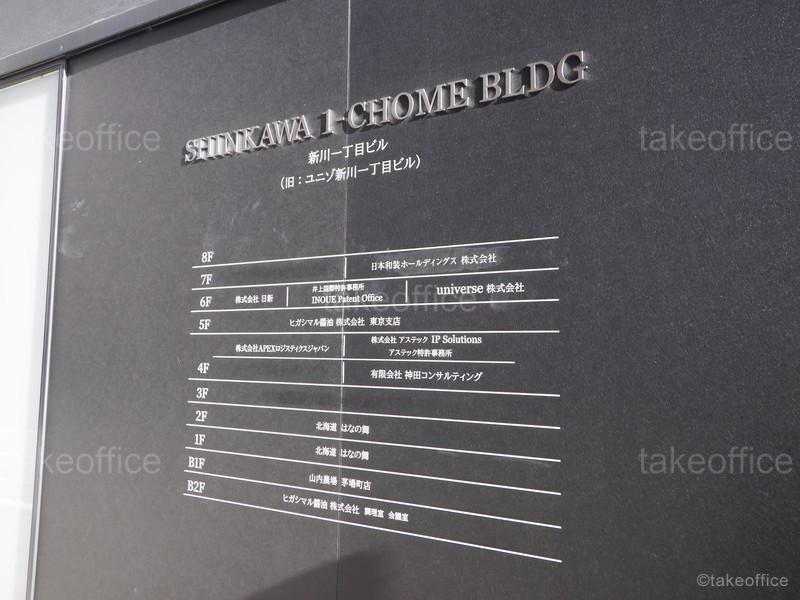 SHINKAWA 1-CHOME BLDG
新川一丁目ビル
(旧：ユニゾ新川一丁目ビル)
8F
7F 日本和装ホールディングス 株式会社
6F 株式会社 日新 井上国際特許事務所 INOUE Patent Office universe 株式会社
5F ヒガシマル醤油 株式会社 東京支店
株式会社APEXロジスティクスジャパン 株式会社 アステック IP Solutions
アステック特許事務所
4F 有限会社 神田コンサルティング
3F
2F 北海道 はなの舞
1F 北海道 はなの舞
B1F 山内農場 茅場町店
B2F ヒガシマル醤油 株式会社 調理室 会議室
takeoffice
takeoffice
takeoffice
takeoffice
takeoffice
takeoffice
©takeoffice